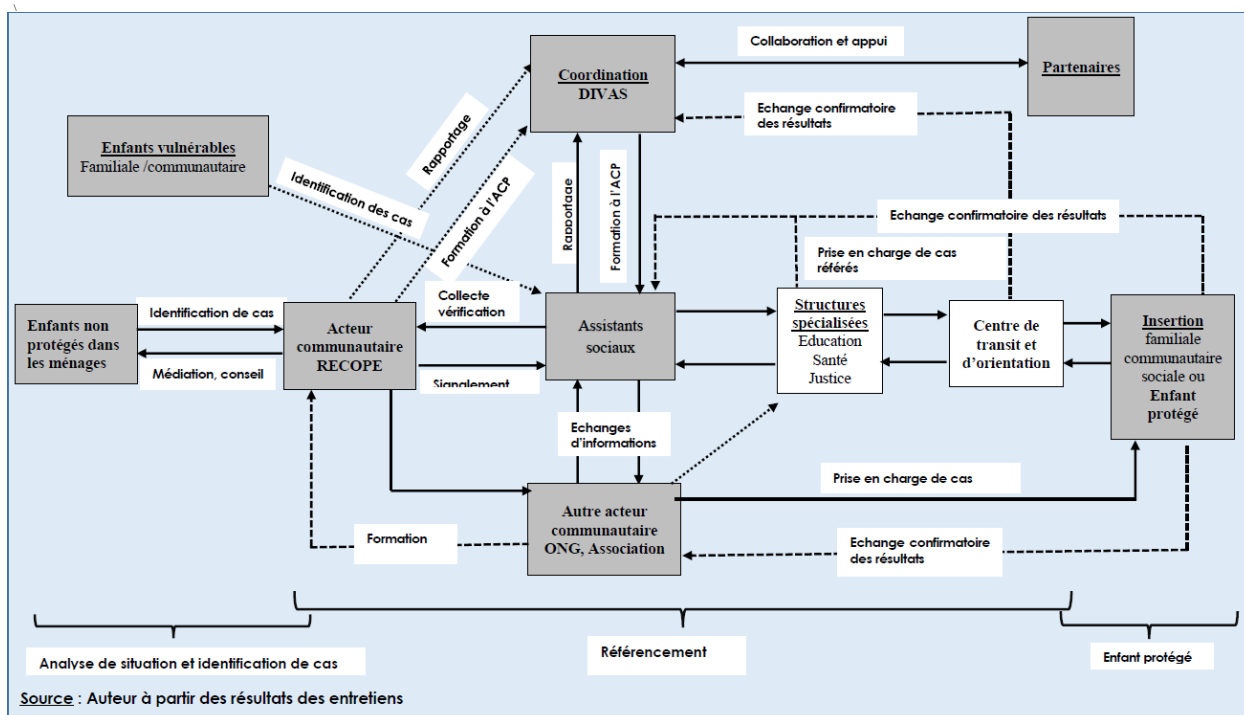 \
Collaboration et appui
Coordination
DIVAS
Partenaires
Echange confirmatoire
des résultats
Enfants vulnérables
Familiale /communautaire
Rapportage
Formation à l'ACP
Identification des cas
Rapportage
Formation à l'ACP
Echange confirmatoire des résultats
Prise en charge de cas
référés
Enfants non
protégés dans
les ménages
Identification de cas
Médiation, conseil
Acteur
communautaire
RECOPE
Collecte
vérification
Signalement
Assistants
sociaux
Structures
spécialisées
Education
Santé
Justice
Centre de
transit et
d'orientation
Insertion
familiale
communautaire
sociale ou
Enfant
protégé
Echanges
d'informations
Prise en charge de cas
Autre acteur
communautaire
ONG, Association
Formation
Echange confirmatoire
des résultats
Analyse de situation et identification de cas
Référencement
Enfant protégé
Source : Auteur à partir des résultats des entretiens